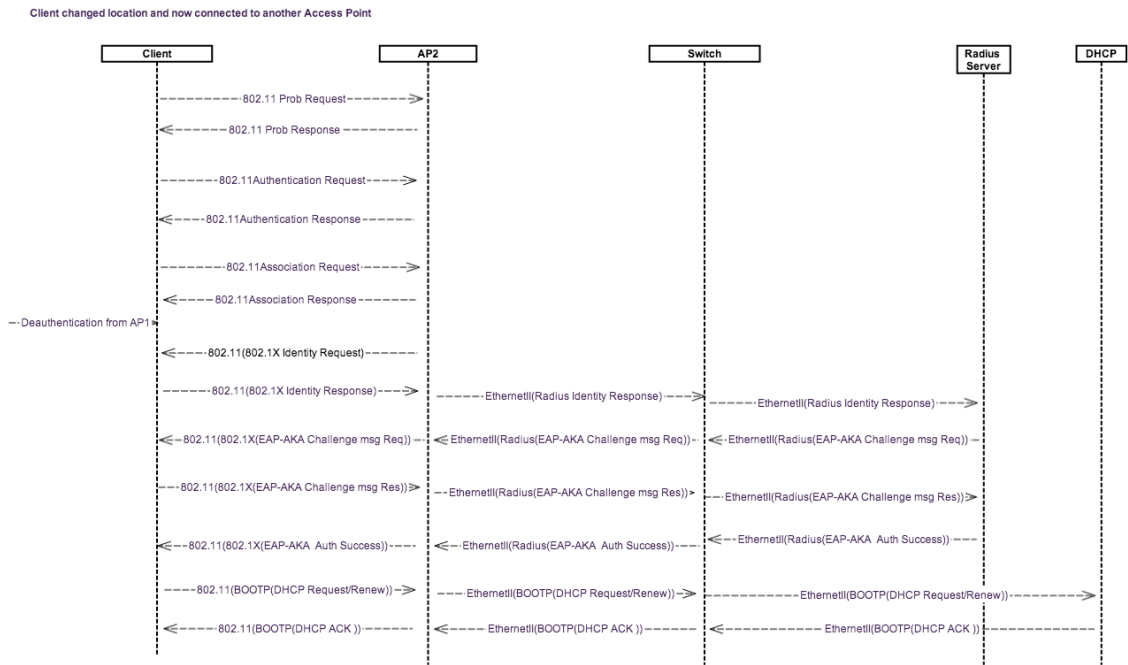 Client changed location and now connected to another Access Point
Client
AP2
Switch
Radius
Server
DHCP
802.11 Prob Request
802.11 Prob Response
802.11Authentication Request
802.11Authentication Response
802.11Association Request
802.11Association Response
Deauthentication from AP1
802.11(802.1X Identity Request)
802.11(802.1X Identity Response)
EthernetII(Radius Identity Response)
EthernetII(Radius Identity Response)
802.11(802.1X(EAP-AKA Challenge msg Req))
EthernetII(Radius(EAP-AKA Challenge msg Req))
EthernetII(Radius(EAP-AKA Challenge msg Req))
802.11(802.1X(EAP-AKA Challenge msg Res))
EthernetII(Radius(EAP-AKA Challenge msg Res))
EthernetII(Radius(EAP-AKA Challenge msg Res))
802.11(802.1X(EAP-AKA  Auth Success))
EthernetII(Radius(EAP-AKA  Auth Success))
EthernetII(Radius(EAP-AKA  Auth Success))
802.11(BOOTP(DHCP Request/Renew))
EthernetII(BOOTP(DHCP Request/Renew))
EthernetII(BOOTP(DHCP Request/Renew))
802.11(BOOTP(DHCP ACK ))
EthernetII(BOOTP(DHCP ACK ))
EthernetII(BOOTP(DHCP ACK ))